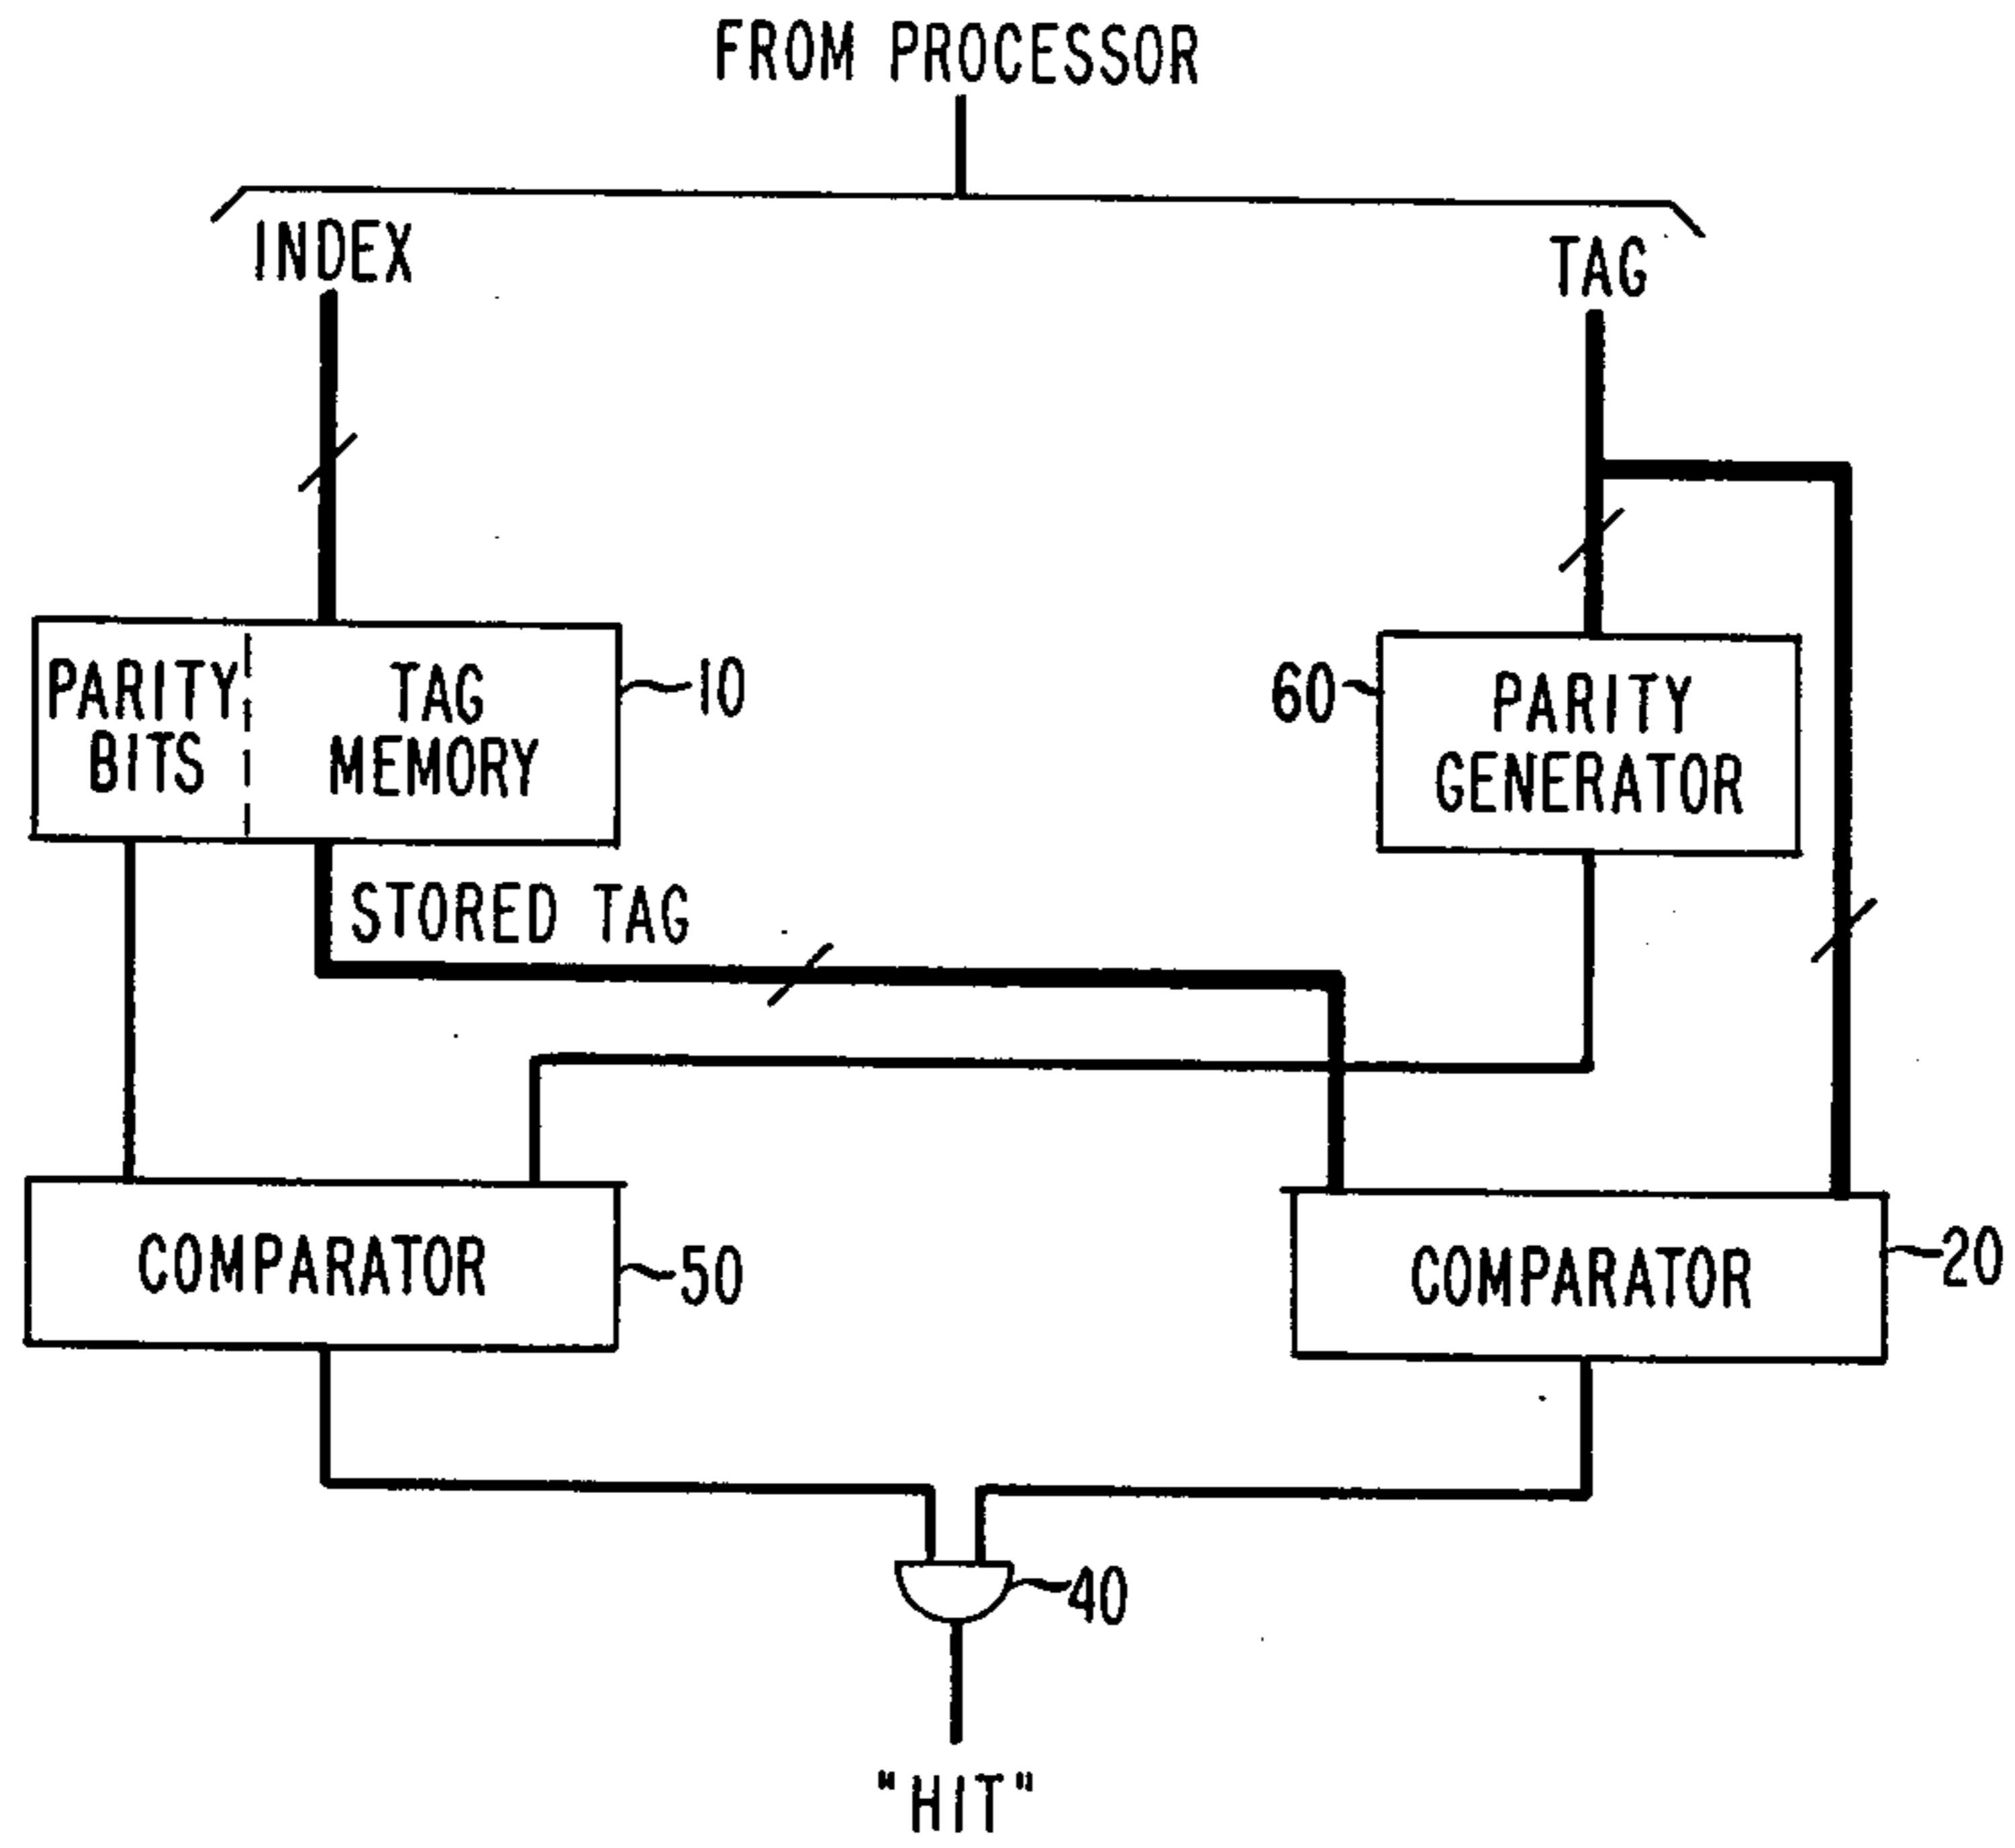 FROM PROCESSOR
INDEX
TAG
PARITY
BITS
TAG
MEMORY
10
60
PARITY
GENERATOR
STORED TAG
COMPARATOR
50
COMPARATOR
20
40
"HIT"